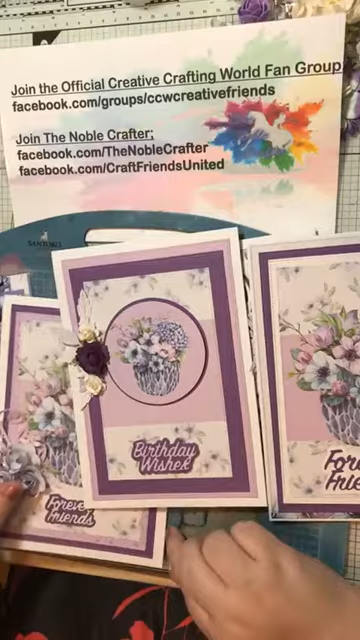 Join the Official Creative Crafting World Fan Group
facebook.com/groups/ccwcreativefriends
Join The Noble Crafter;
facebook.com/TheNobleCrafter
facebook.com/CraftFriendsUnited
Birthday
Wishes
Forever
Friends